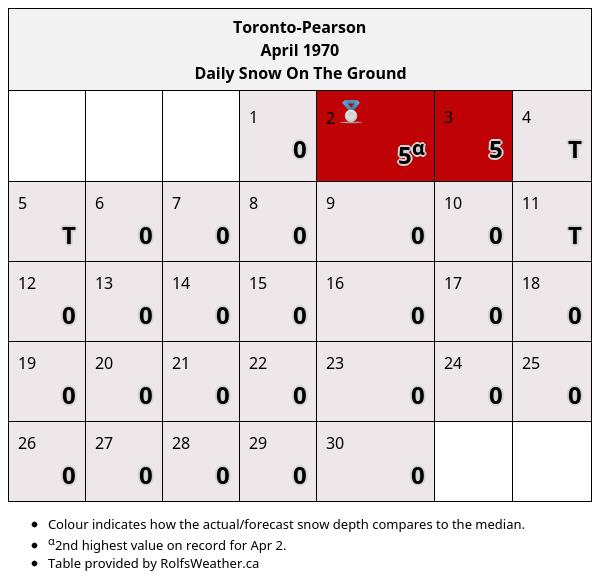 Toronto-Pearson
April 1970
Daily Snow On The Ground
1 2 3 4
0 5α 5 T
5 6 7 8 9 10 11
T 0 0 0 0 0 T
12 13 14 15 16 17 18
0 0 0 0 0 0 0
19 20 21 22 23 24 25
0 0 0 0 0 0 0
26 27 28 29 30
0 0 0 0 0
• Colour indicates how the actual/forecast snow depth compares to the median.
• α2nd highest value on record for Apr 2.
• Table provided by RolfsWeather.ca